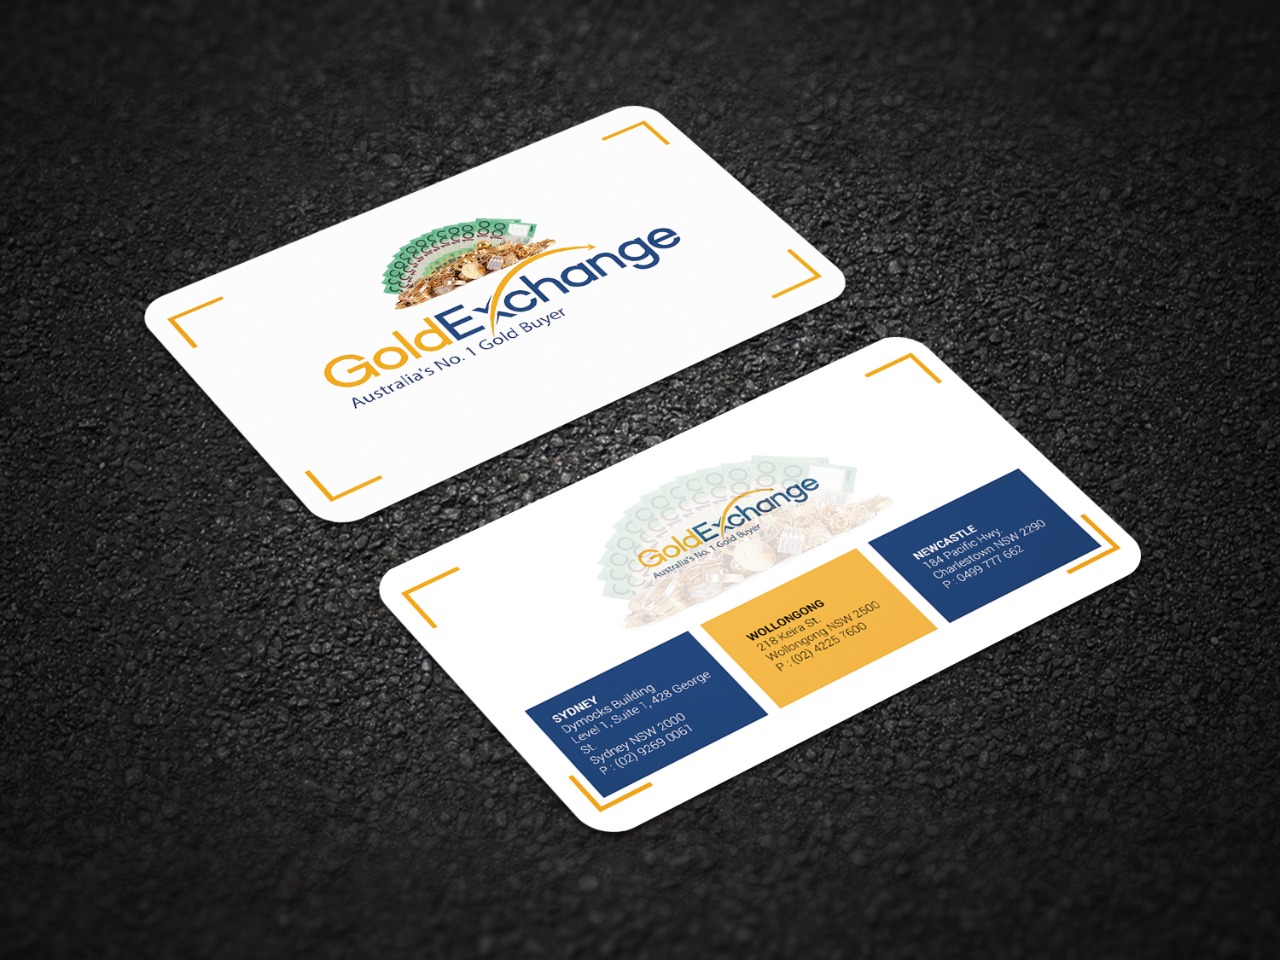 GoldExchange
Australia's No. 1 Gold Buyer
GoldExchange
Australia's No. 1 Gold Buyer
SYDNEY
Dymocks Building
Level 1, Suite 1, 428 George
St.
Sydney NSW 2000
P : (02) 9269 0061
WOLLONGONG
218 Keira St.
Wollongong NSW 2500
P : (02) 4225 7600
NEWCASTLE
184 Pacific Hwy,
Charlestown NSW 2290
P : 0499 777 662